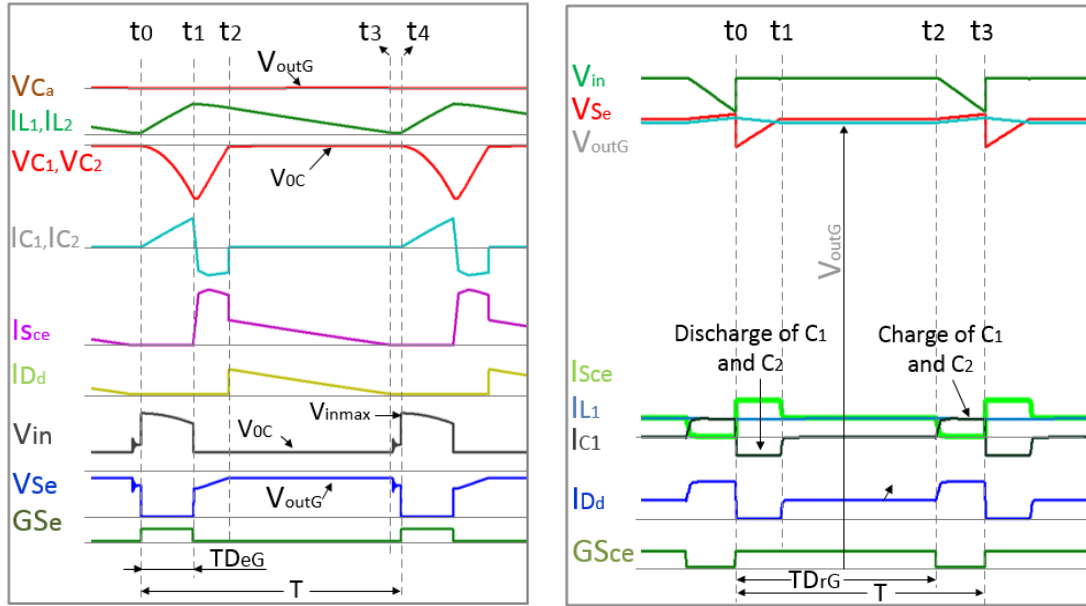 t0 t1 t2 t3 t4
VoutG
VCa
IL1,IL2
VC1,VC2
V0C
IC1,IC2
ISce
IDd
Vinmax
Vin
V0C
VSe
VoutG
GSe
TDeG
T
t0 t1 t2 t3
Vin
VSe
VoutG
VoutG
Discharge of C1
and C2
Charge of C1
and C2
ISce
IL1
IC1
IDd
GSce
TDrG
T